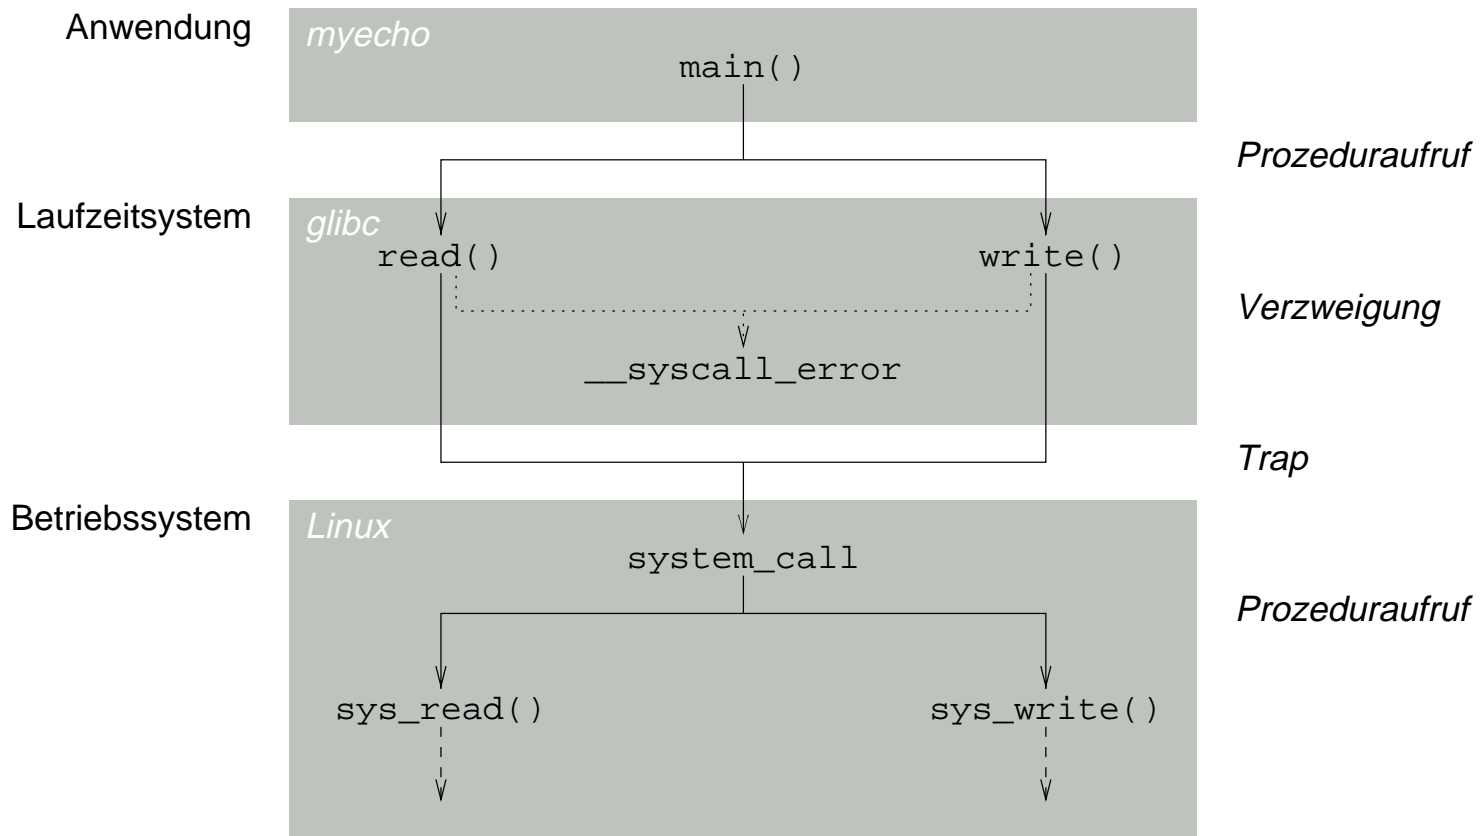 Anwendung
myecho
main()
Prozeduraufruf
Laufzeitsystem
glibc
read()
write()
Verzweigung
__syscall_error
Trap
Betriebssystem
Linux
system_call
Prozeduraufruf
sys_read()
sys_write()